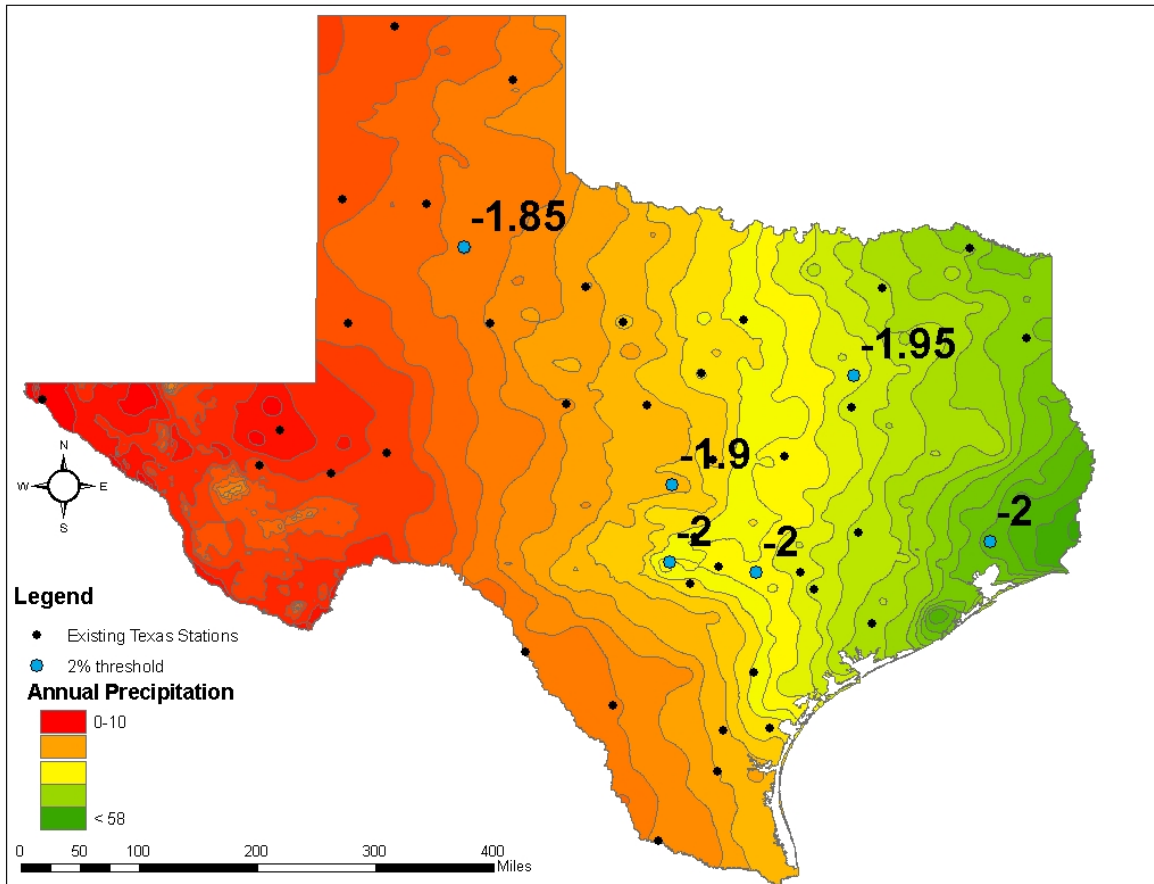 -1.85
-1.95
-1.9
-2
-2
-2
N
W E
S
Legend
Existing Texas Stations
2% threshold
Annual Precipitation
0-10
< 58
0 50 100 200 300 400
Miles